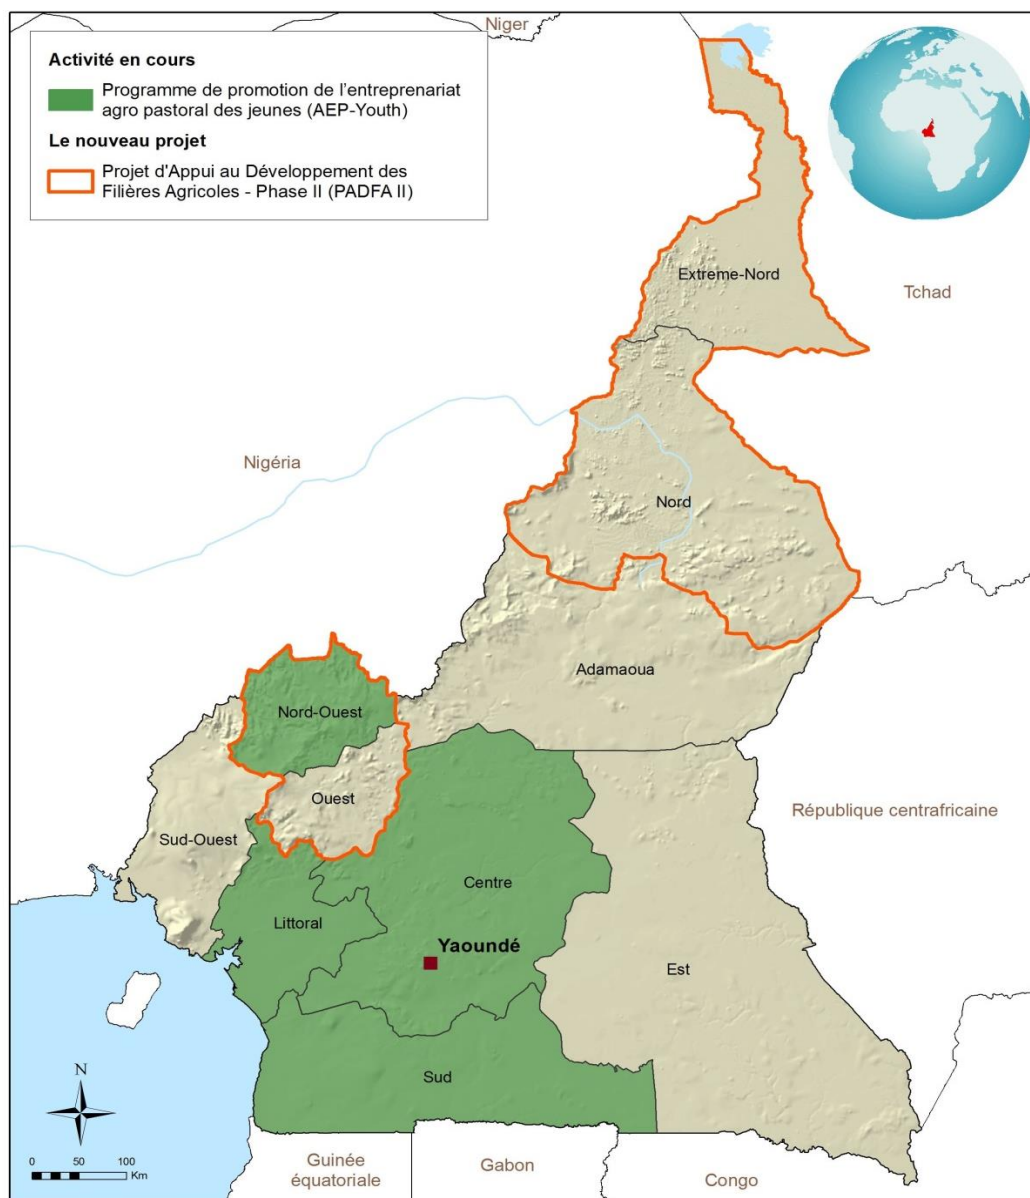 Niger
Activité en cours
Programme de promotion de l'entreprenariat
agro pastoral des jeunes (AEP-Youth)
Le nouveau projet
Projet d'Appui au Développement des
Filières Agricoles - Phase II (PADFA II)
Extreme-Nord
Tchad
Nigéria
Nord
Adamaoua
Nord-Ouest
Ouest
République centrafricaine
Sud-Ouest
Centre
Littoral
Yaoundé
Est
Sud
N
0 50 100
Km
Guinée
équatoriale
Gabon
Congo